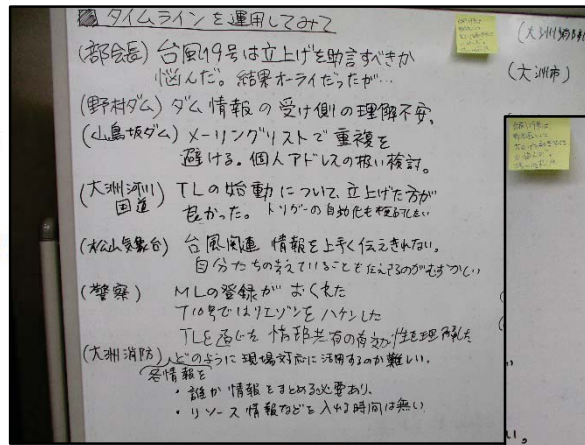 タイムラインを運用してみて
(部会長) 台風19号は立上げを助言すべきか
悩んだ。結果オーライだったが…
(野村ダム) ダム情報の受け側の理解不安。
(山鳥坂ダム) メーリングリストで重複を
避ける。個人アドレスの扱い検討。
(大洲河川国道) TLの始動について、立上げた方が
良かった。トリガーの自動化も検討したい
(松山気象台) 台風関連情報を上手く伝えきれない。
自分たちの考えていることを伝えるのがむずかしい
(警察) MLの登録がおくれた
T10号ではリエゾンをハケンした
TLを通じた情報共有の有効性を理解した
(大洲消防) どのように現場対応に活用するのか難しい。
各情報を
・誰か情報をまとめる必要あり。
・リソース情報などを入れる時間は無い
(大洲市)
い。